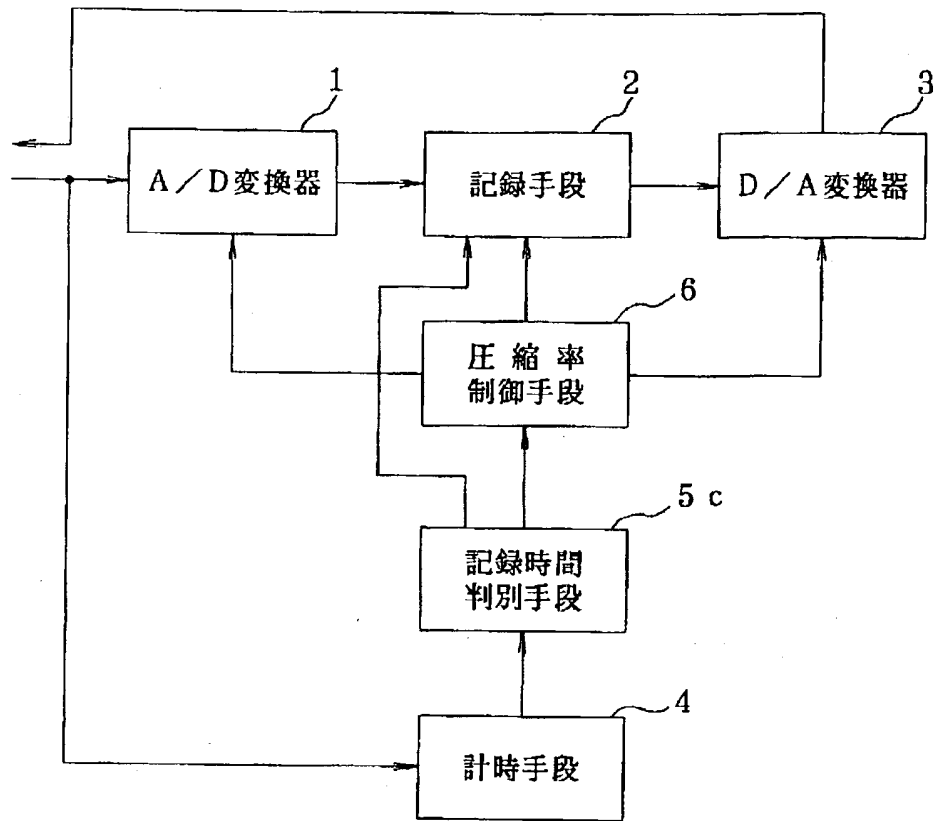 1
2
3
A／D変換器
記録手段
D／A変換器
6
圧縮率
制御手段
5c
記録時間
判別手段
4
計時手段